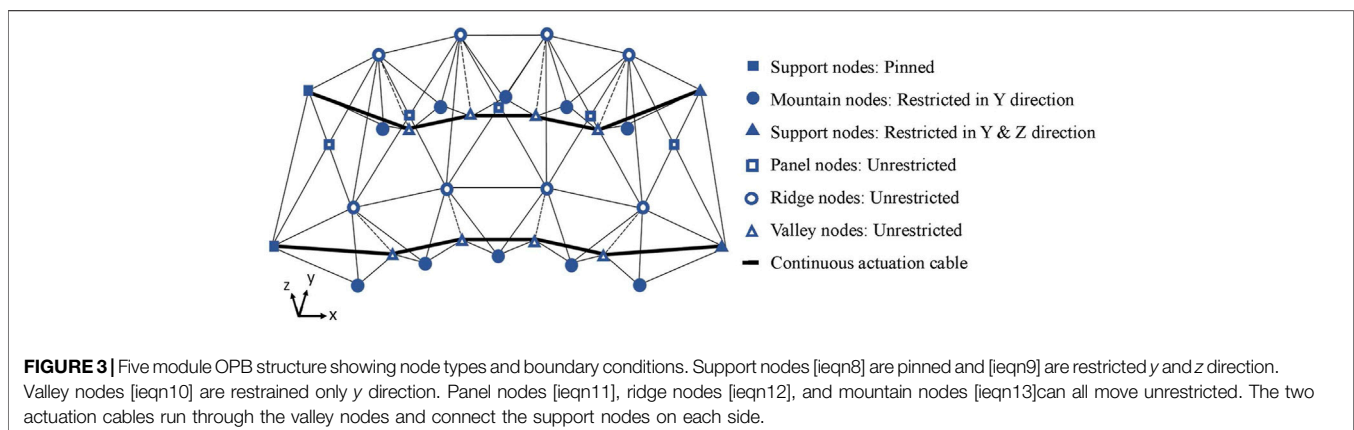 Support nodes: Pinned
Mountain nodes: Restricted in Y direction
Support nodes: Restricted in Y & Z direction
Panel nodes: Unrestricted
Ridge nodes: Unrestricted
Valley nodes: Unrestricted
Continuous actuation cable
z
y
x
FIGURE 3 | Five module OPB structure showing node types and boundary conditions. Support nodes [ieqn8] are pinned and [ieqn9] are restricted y and z direction.
Valley nodes [ieqn10] are restrained only y direction. Panel nodes [ieqn11], ridge nodes [ieqn12], and mountain nodes [ieqn13]can all move unrestricted. The two
actuation cables run through the valley nodes and connect the support nodes on each side.